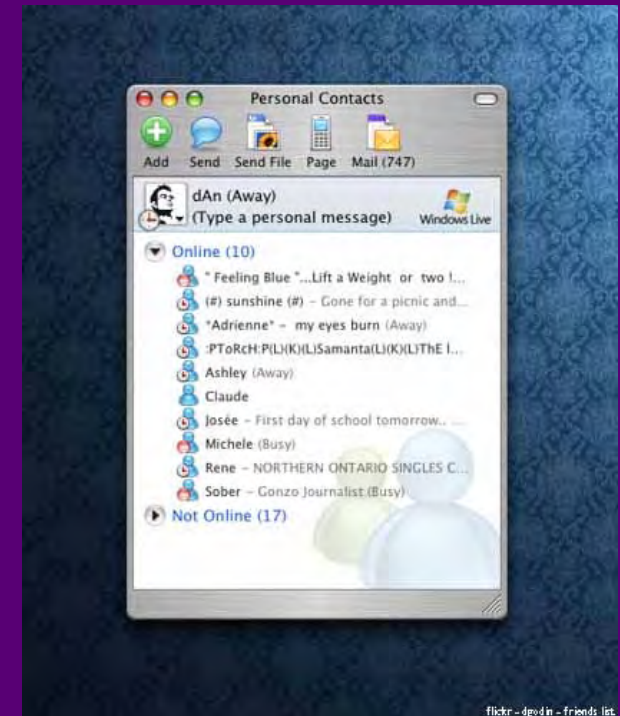 Personal Contacts
Add Send Send File Page Mail (747)
dAn (Away)
(Type a personal message) Windows Live
Online (10)
" Feeling Blue "...Lift a Weight or two !...
(#) sunshine (#) – Gone for a picnic and...
*Adrienne* – my eyes burn (Away)
:PToRcH:P(L)(K)(L)Samanta(L)(K)(L)ThE l...
Ashley (Away)
Claude
Josée – First day of school tomorrow.. ...
Michele (Busy)
Rene – NORTHERN ONTARIO SINGLES C...
Sober – Gonzo Journalist (Busy)
Not Online (17)
flickr - dgodin - friends list